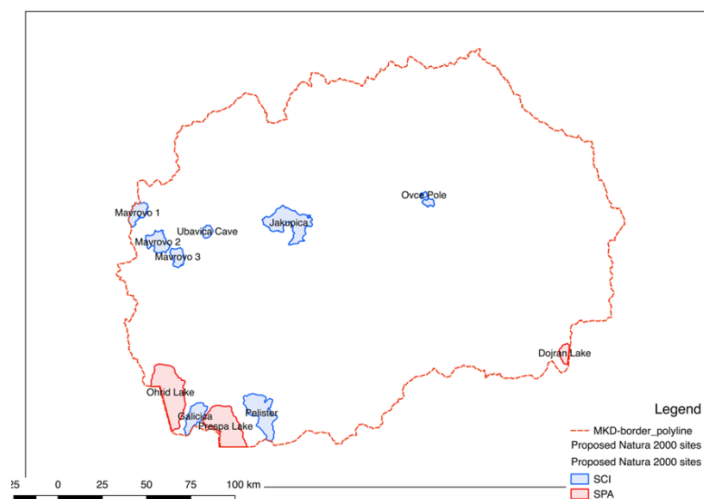 Ovce Pole
Mavrovo 1
Jakupica
Ubavica Cave
Mavrovo 2
Mavrovo 3
Dojran Lake
Ohrid Lake
Galicica
Pelister
Prespa Lake
Legend
MKD-border_polyline
Proposed Natura 2000 sites
Proposed Natura 2000 sites
SCI
SPA
25 0 25 50 75 100 km